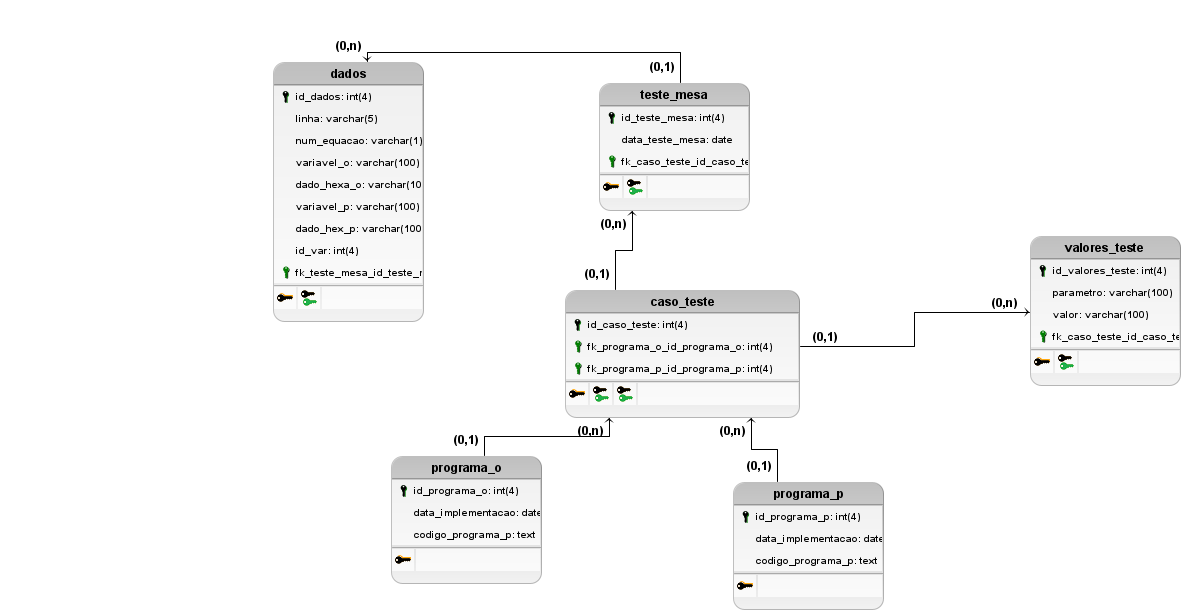 (0,n)
(0,1)
dados
id_dados: int(4)
linha: varchar(5)
num_equacao: varchar(1)
variavel_o: varchar(100)
dado_hexa_o: varchar(10
variavel_p: varchar(100)
dado_hex_p: varchar(100
id_var: int(4)
fk_teste_mesa_id_teste_r
teste_mesa
id_teste_mesa: int(4)
data_teste_mesa: date
fk_caso_teste_id_caso_te
(0,n)
(0,1)
caso_teste
id_caso_teste: int(4)
fk_programa_o_id_programa_o: int(4)
fk_programa_p_id_programa_p: int(4)
(0,1)
(0,n)
valores_teste
id_valores_teste: int(4)
parametro: varchar(100)
valor: varchar(100)
fk_caso_teste_id_caso_te
(0,1)
(0,n)
(0,n)
(0,1)
programa_o
id_programa_o: int(4)
data_implementacao: date
codigo_programa_p: text
programa_p
id_programa_p: int(4)
data_implementacao: date
codigo_programa_p: text